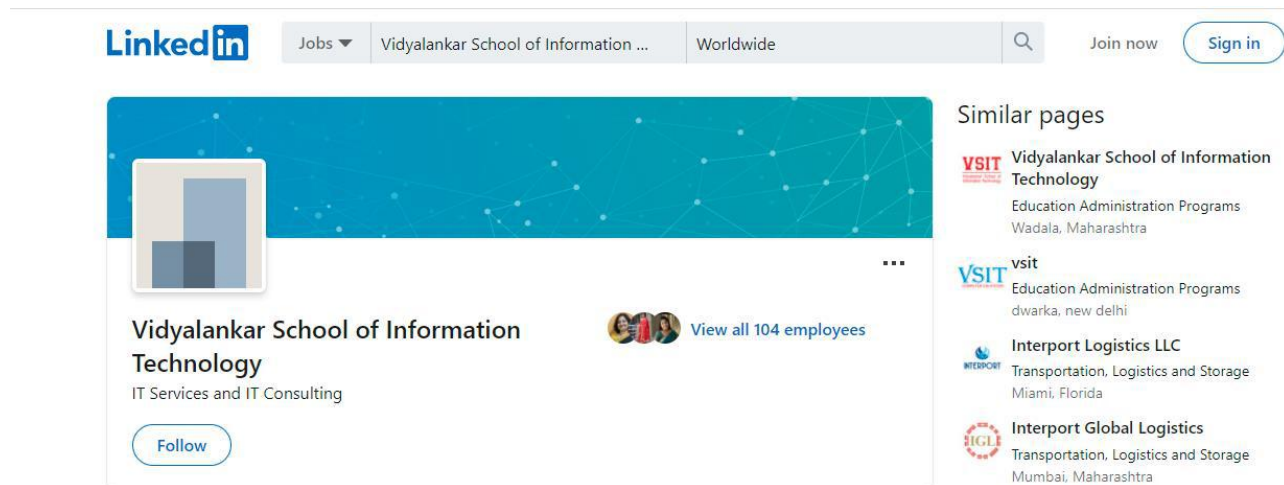 Linked in
Jobs
Vidyalankar School of Information ...
Worldwide
Join now
Sign in
Vidyalankar School of Information
Technology
IT Services and IT Consulting
View all 104 employees
Follow
Similar pages
VSIT
Vidyalankar School of Information
Technology
Education Administration Programs
Wadala, Maharashtra
VSIT
vsit
Education Administration Programs
dwarka, new delhi
INTERPORT
Interport Logistics LLC
Transportation, Logistics and Storage
Miami, Florida
IGL
Interport Global Logistics
Transportation, Logistics and Storage
Mumbai, Maharashtra